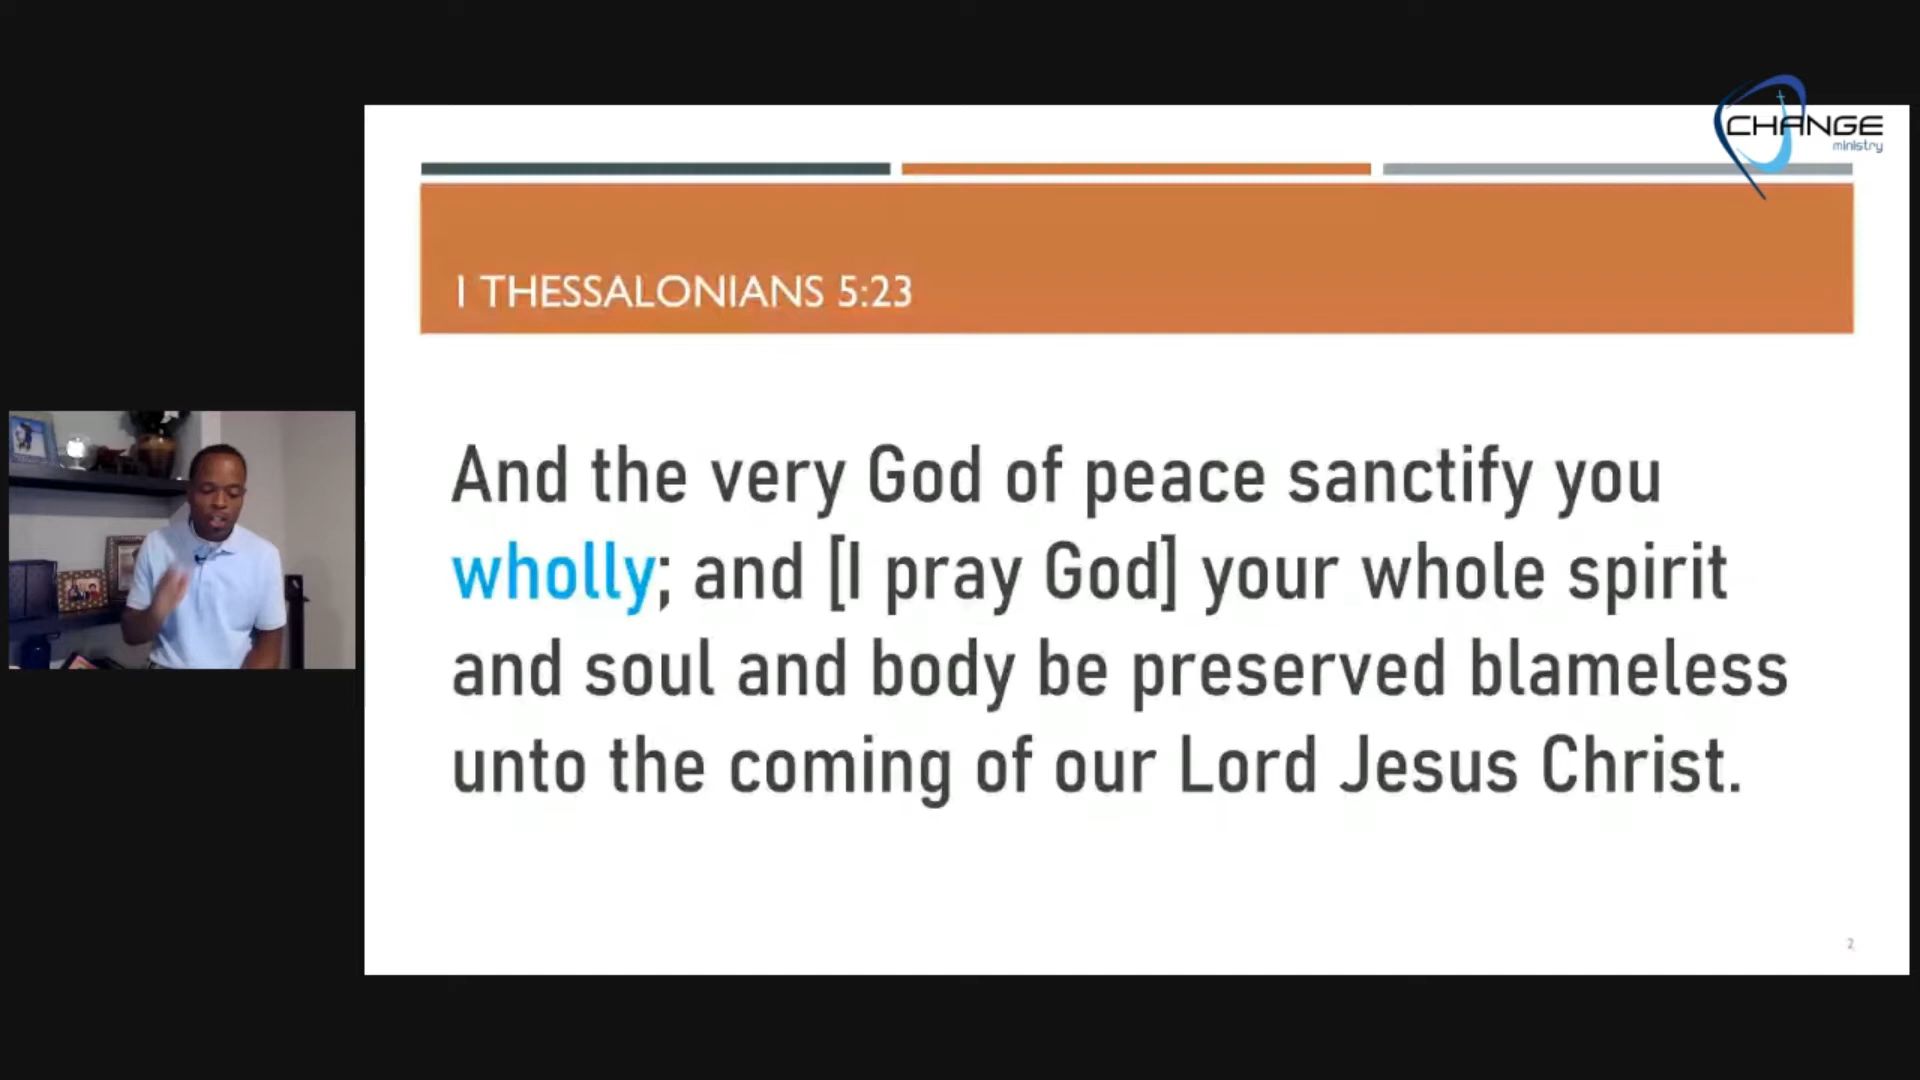 CHANGE
ministry
I THESSALONIANS 5:23
And the very God of peace sanctify you
wholly; and [I pray God] your whole spirit
and soul and body be preserved blameless
unto the coming of our Lord Jesus Christ.
2